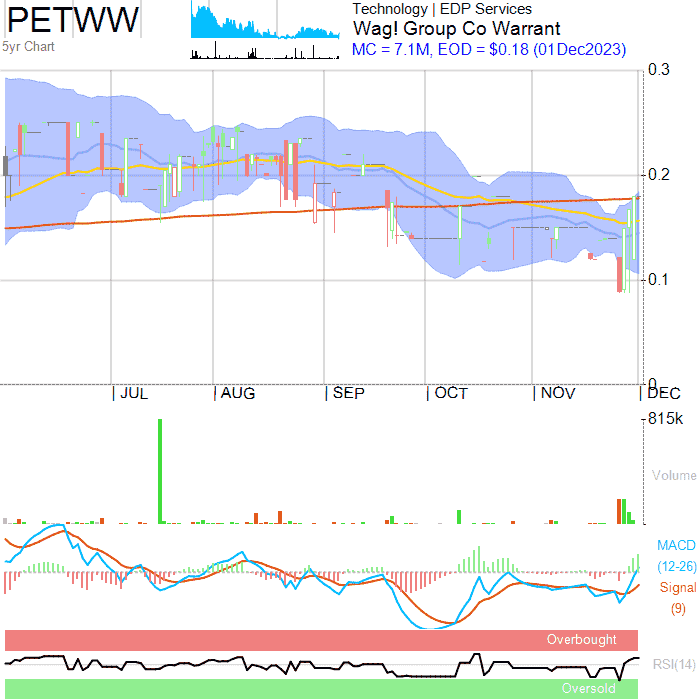 PETWW
5yr Chart
Technology | EDP Services
Wag! Group Co Warrant
MC = 7.1M, EOD = $0.18 (01Dec2023)
0.3
0.2
0.1
0
JUL
AUG
SEP
OCT
NOV
DEC
815k
Volume
MACD
(12-26)
Signal
(9)
Overbought
RSI(14)
Oversold